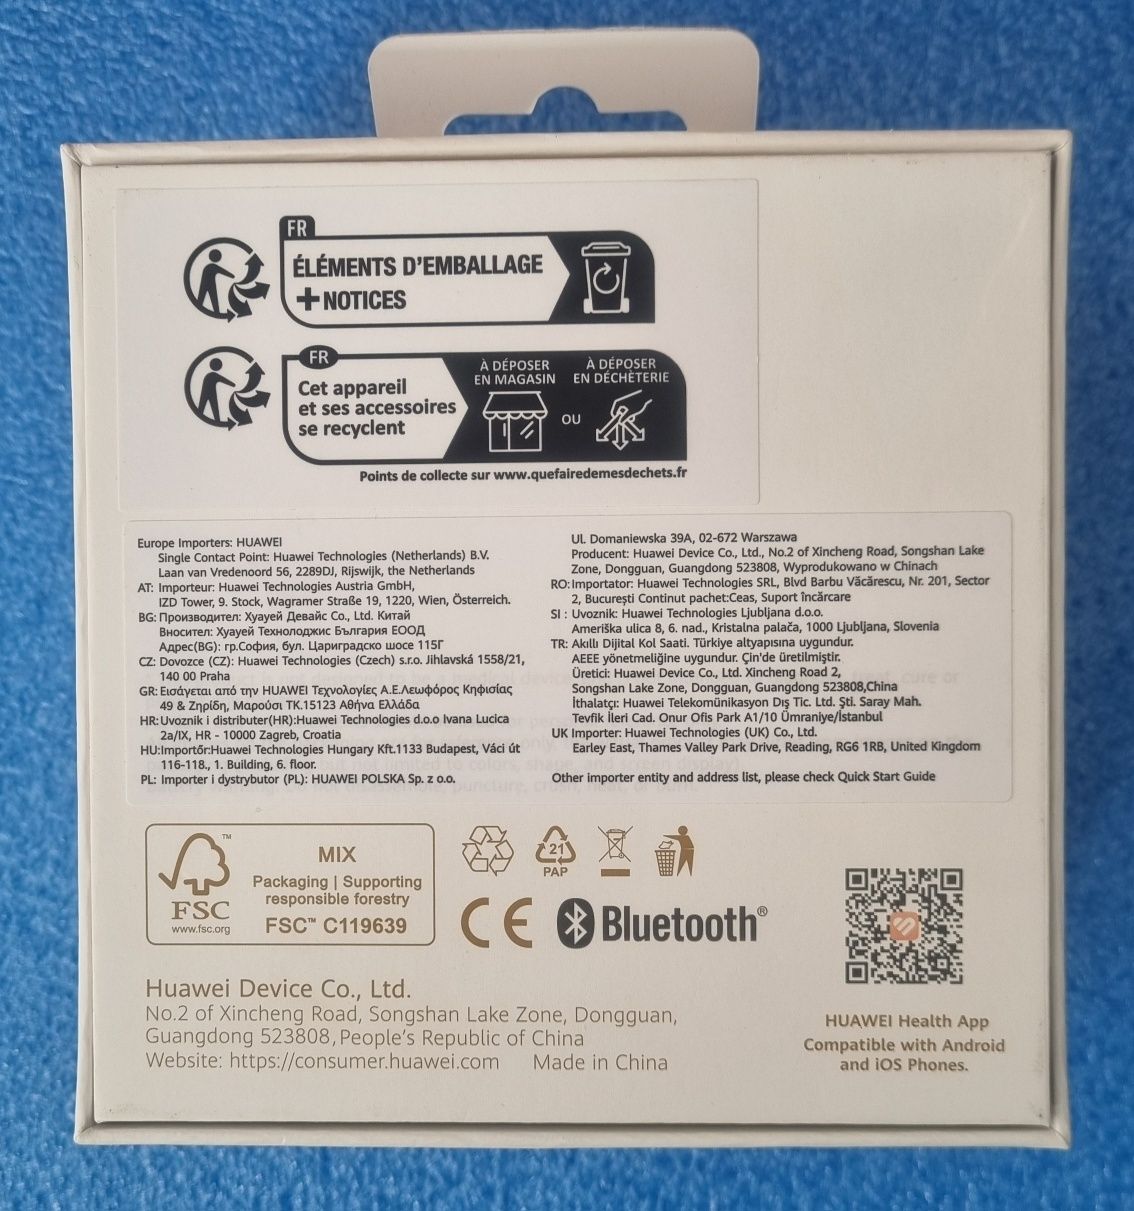 FR
ÉLÉMENTS D'EMBALLAGE
+NOTICES
FR
Cet appareil
et ses accessoires
se recyclent
À DÉPOSER
EN MAGASIN
OU
À DÉPOSER
EN DÉCHÈTERIE
Points de collecte sur www.quefairedemesdechets.fr
Europe Importers: HUAWEI
Single Contact Point: Huawei Technologies (Netherlands) B.V.
Laan van Vredenoord 56, 2289DJ, Rijswijk, the Netherlands
AT: Importeur: Huawei Technologies Austria GmbH,
IZD Tower, 9. Stock, Wagramer Straße 19, 1220, Wien, Österreich.
BG: Производител: Хуауей Девайс Со., Ltd. Китай
Вносител: Хуауей Технолоджис България ЕООД
Адрес(BG): гр.София, бул. Цариградско шосе 115Г
CZ: Dovozce (CZ): Huawei Technologies (Czech) s.r.o. Jihlavská 1558/21,
140 00 Praha
GR: Εισάγεται από την HUAWEI Τεχνολογίες Α.Ε.Λεωφόρος Κηφισίας
49 & Ζηρίδη, Μαρούσι ΤΚ.15123 Αθήνα Ελλάδα
HR:Uvoznik i distributer(HR):Huawei Technologies d.o.o Ivana Lucica
2a/IX, HR - 10000 Zagreb, Croatia
HU:Importőr:Huawei Technologies Hungary Kft.1133 Budapest, Váci út
116-118., 1. Building, 6. floor.
PL: Importer i dystrybutor (PL): HUAWEI POLSKA Sp. z o.o.
Ul. Domaniewska 39A, 02-672 Warszawa
Producent: Huawei Device Co., Ltd., No.2 of Xincheng Road, Songshan Lake
Zone, Dongguan, Guangdong 523808, Wyprodukowano w Chinach
RO:Importator: Huawei Technologies SRL, Blvd Barbu Văcărescu, Nr. 201, Sector
2, București Continut pachet:Ceas, Suport încărcare
SI : Uvoznik: Huawei Technologies Ljubljana d.o.o.
Ameriška ulica 8, 6. nad., Kristalna palača, 1000 Ljubljana, Slovenia
TR: Akıllı Dijital Kol Saati. Türkiye altyapısına uygundur.
AEEE yönetmeliğine uygundur. Çin'de üretilmiştir.
Üretici: Huawei Device Co., Ltd. Xincheng Road 2,
Songshan Lake Zone, Dongguan, Guangdong 523808,China
İthalatçı: Huawei Telekomünikasyon Dış Tic. Ltd. Şti. Saray Mah.
Tevfik İleri Cad. Onur Ofis Park A1/10 Ümraniye/İstanbul
UK Importer: Huawei Technologies (UK) Co., Ltd.
Earley East, Thames Valley Park Drive, Reading, RG6 1RB, United Kingdom
Other importer entity and address list, please check Quick Start Guide
FSC
www.fsc.org
MIX
Packaging | Supporting
responsible forestry
FSC™ C119639
21
PAP
CE
Bluetooth®
Huawei Device Co., Ltd.
No.2 of Xincheng Road, Songshan Lake Zone, Dongguan,
Guangdong 523808, People's Republic of China
Website: https://consumer.huawei.com Made in China
HUAWEI Health App
Compatible with Android
and iOS Phones.